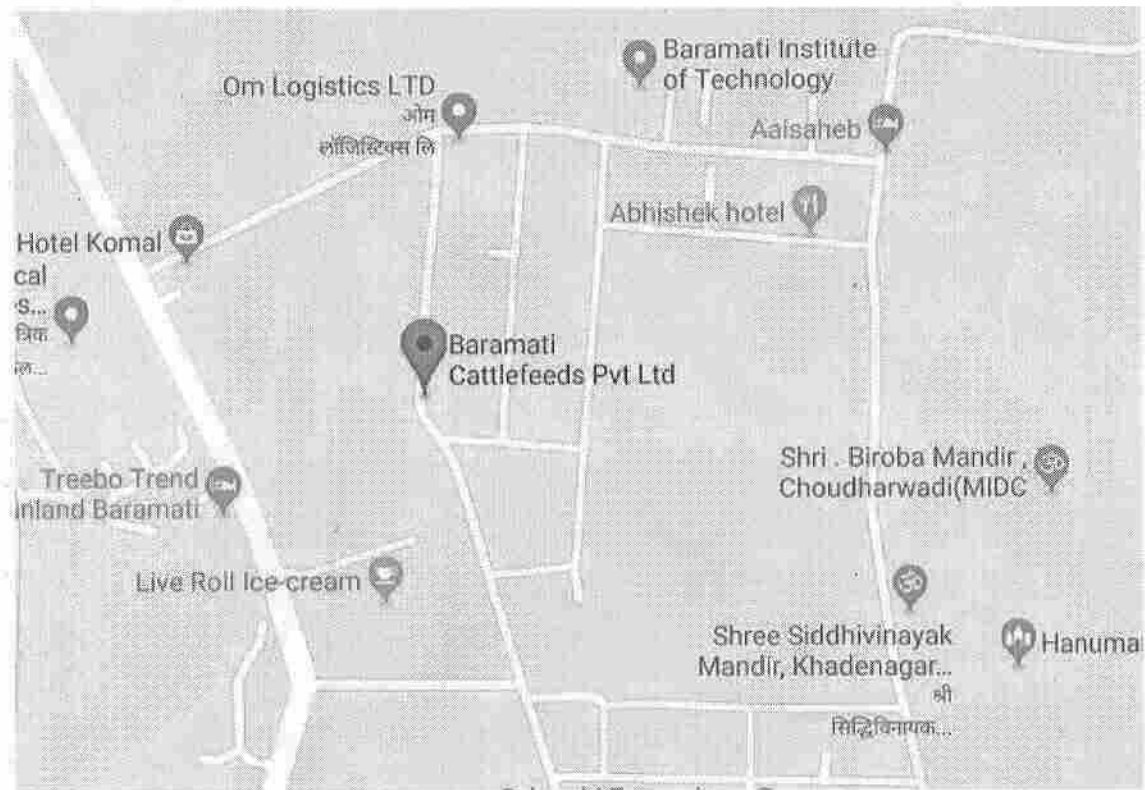 Baramati Institute
of Technology
Om Logistics LTD
ओम
लॉजिस्टिक्स लि
Aaisaheb
Abhishek hotel
Hotel Komal
cal
s...
त्रिक
ल...
Baramati
Cattlefeeds Pvt Ltd
Shri . Biroba Mandir ,
Choudharwadi(MIDC
Treebo Trend
inland Baramati
Live Roll Ice-cream
Shree Siddhivinayak
Mandir, Khadenagar...
श्री
सिद्धिविनायक...
Hanuma